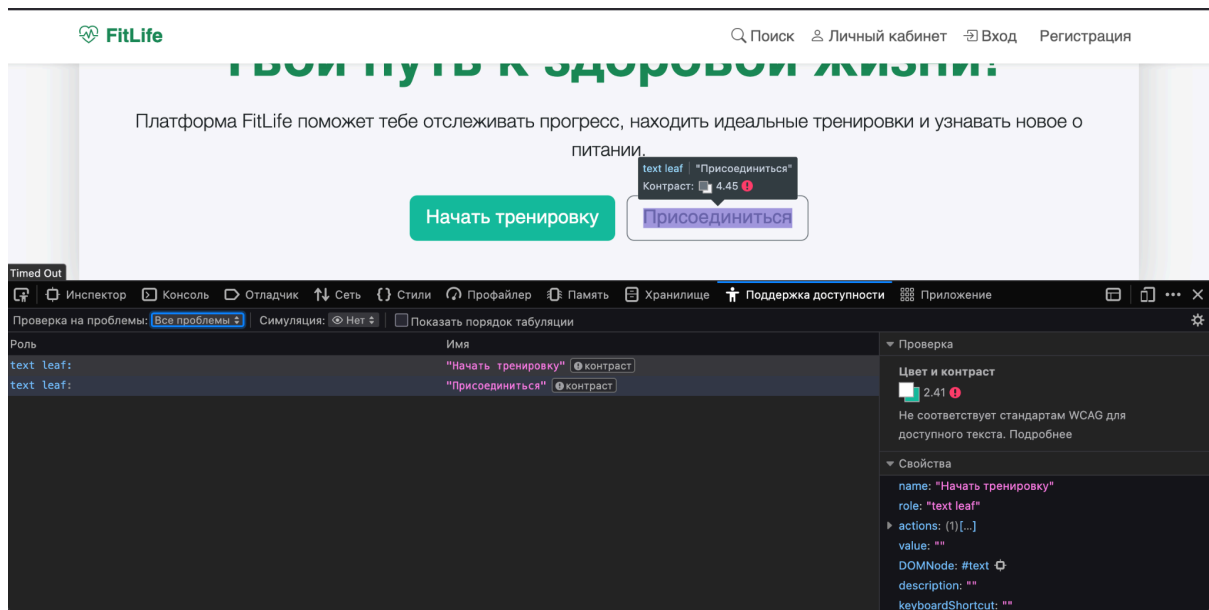 FitLife
Поиск Личный кабинет Вход Регистрация
Твой путь к здоровой жизни!
Платформа FitLife поможет тебе отслеживать прогресс, находить идеальные тренировки и узнавать новое о
питании.
text leaf "Присоединиться"
Контраст: 4.45
Начать тренировку Присоединиться
Timed Out
Инспектор Консоль Отладчик Сеть {} Стили Профайлер Память Хранилище Поддержка доступности Приложение
Проверка на проблемы: Все проблемы Симуляция: Нет Показать порядок табуляции
Роль Имя Проверка
text leaf: "Начать тренировку" контраст
text leaf: "Присоединиться" контраст
Цвет и контраст
2.41
Не соответствует стандартам WCAG для
доступного текста. Подробнее
Свойства
name: "Начать тренировку"
role: "text leaf"
actions: (1)[…]
value: ""
DOMNode: #text
description: ""
keyboardShortcut: ""